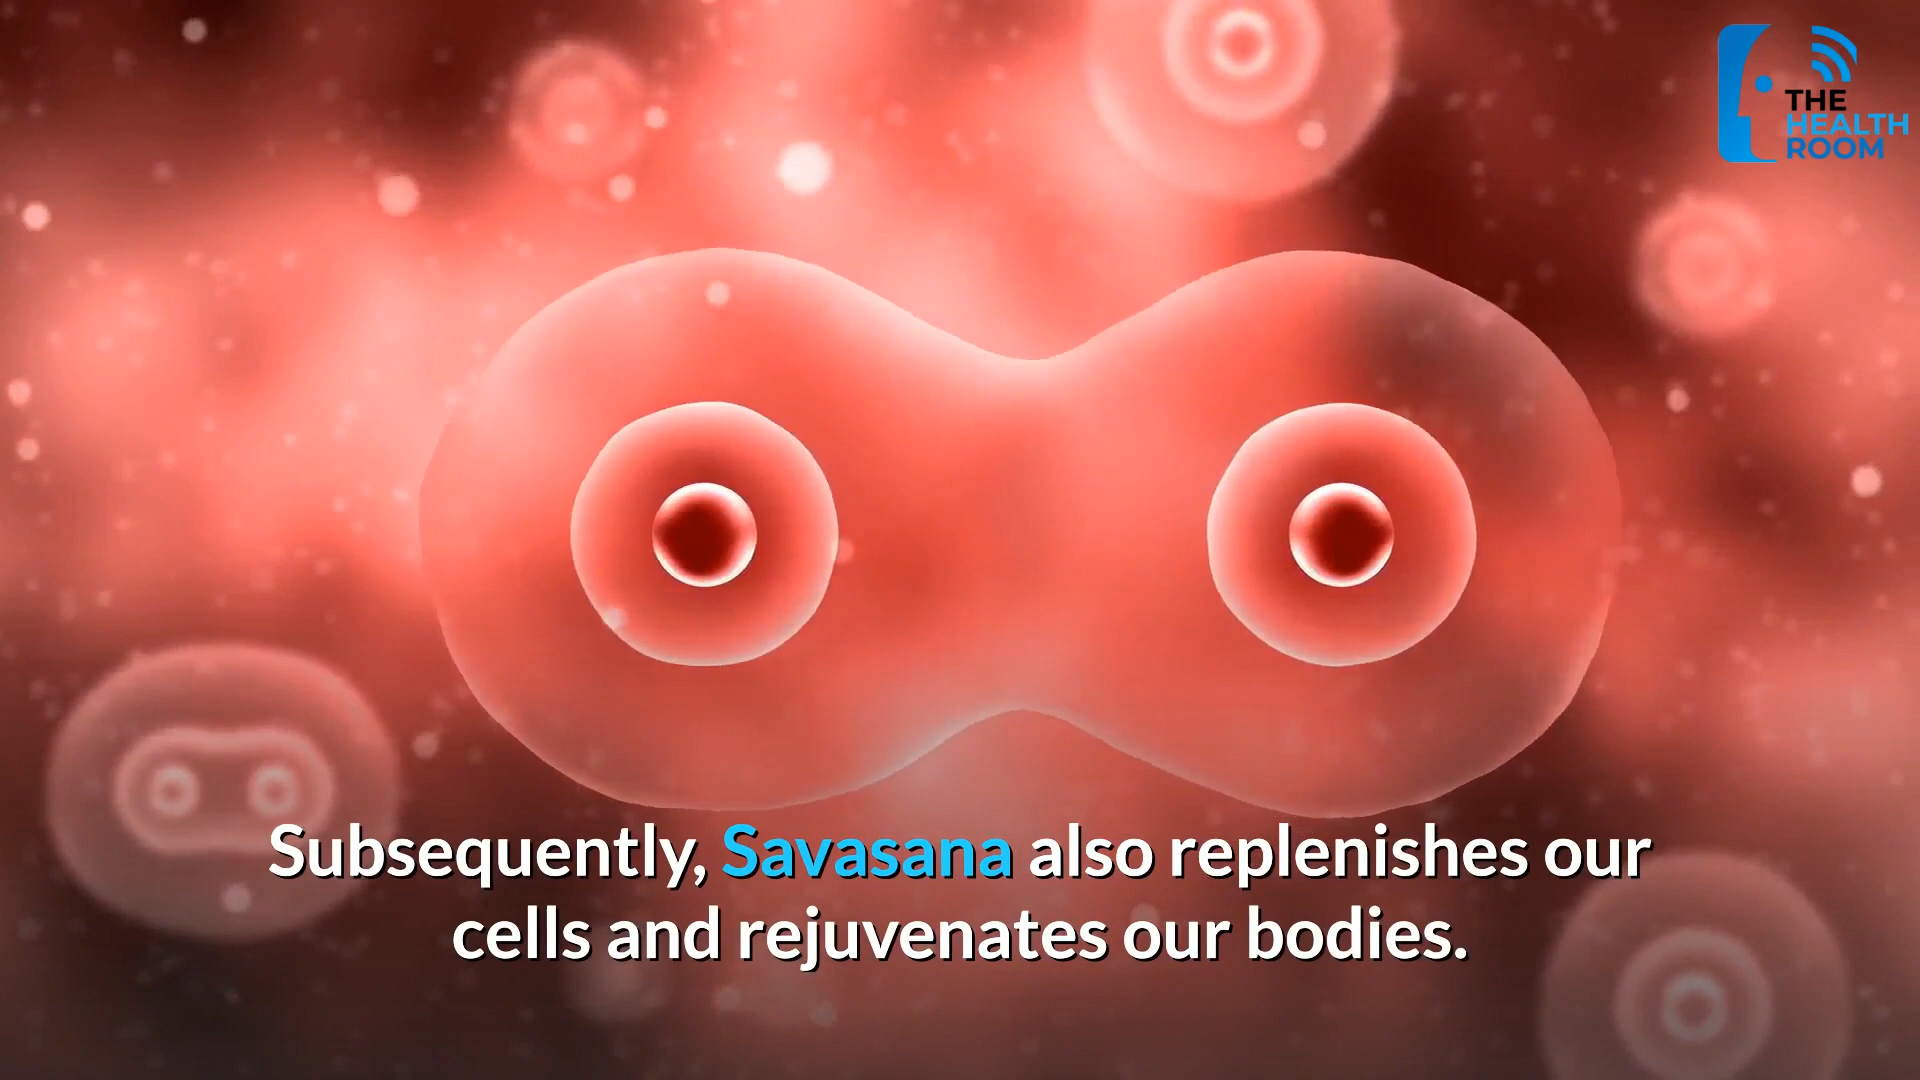 THE
HEALTH
ROOM
Subsequently, Savasana also replenishes our
cells and rejuvenates our bodies.